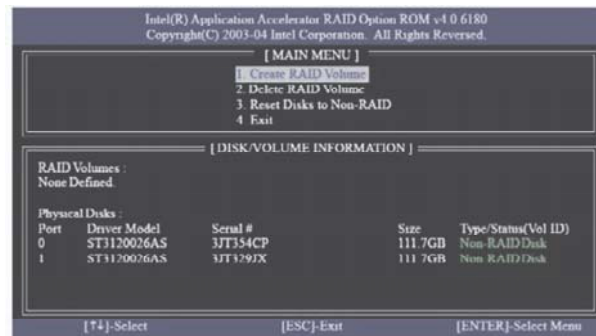 Intel(R) Application Accelerator RAID Option ROM v4 0 6180
Copyright(C) 2003-04 Intel Corporation. All Rights Reversed.
[ MAIN MENU ]
1. Create RAID Volume
2. Delete RAID Volume
3. Reset Disks to Non-RAID
4 Exit
[ DISK/VOLUME INFORMATION ]
RAID Volumes :
None Defined.
Physical Disks :
Port Driver Model Serial # Size Type/Status(Vol ID)
0 ST3120026AS 3JT354CP 111.7GB Non-RAID Disk
1 ST3120026AS 3JT329JX 111 7GB Non RAID Disk
[↑↓]-Select [ESC]-Exit [ENTER]-Select Menu